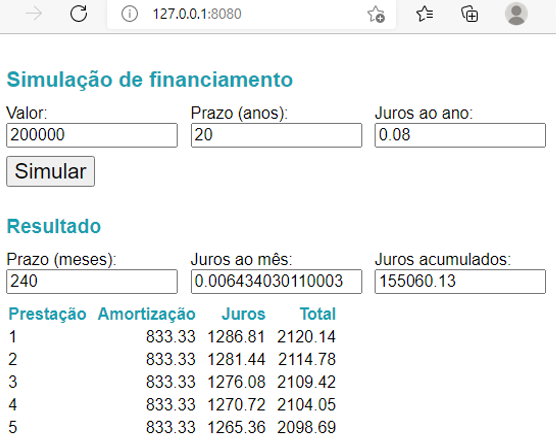 127.0.0.1:8080
Simulação de financiamento
Valor: Prazo (anos): Juros ao ano:
200000 20 0.08
Simular
Resultado
Prazo (meses): Juros ao mês: Juros acumulados:
240 0.006434030110003 155060.13
Prestação Amortização Juros Total
1 833.33 1286.81 2120.14
2 833.33 1281.44 2114.78
3 833.33 1276.08 2109.42
4 833.33 1270.72 2104.05
5 833.33 1265.36 2098.69